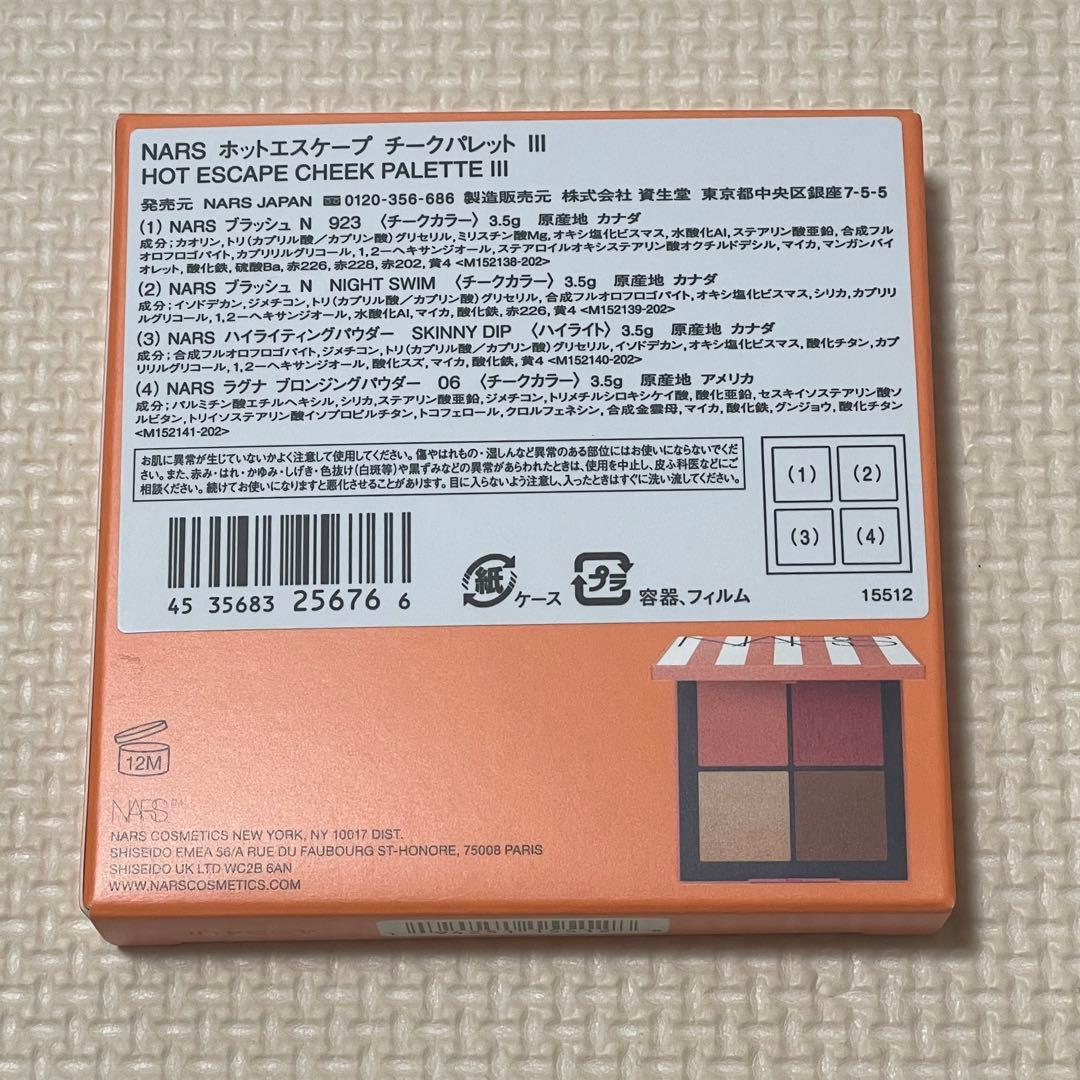 NARS ホットエスケープ チークパレット III
HOT ESCAPE CHEEK PALETTE III
発売元 NARS JAPAN 0120-356-686 製造販売元 株式会社 資生堂 東京都中央区銀座7-5-5
(1) NARS ブラッシュ N 923 〈チークカラー〉 3.5g 原産地 カナダ
成分；カオリン,トリ(カプリル酸／カプリン酸)グリセリル,ミリスチン酸Mg,オキシ塩化ビスマス,水酸化Al,ステアリン酸亜鉛,合成フル
オロフロゴパイト,カプリリルグリコール,1,2-ヘキサンジオール,ステアロイルオキシステアリン酸オクチルドデシル,マイカ,マンガンバイ
オレット,酸化鉄,硫酸Ba,赤226,赤228,赤202,黄4 <M152138-202>
(2) NARS ブラッシュ N NIGHT SWIM 〈チークカラー〉 3.5g 原産地 カナダ
成分；イソドデカン,ジメチコン,トリ(カプリル酸／カプリン酸)グリセリル,合成フルオロフロゴパイト,オキシ塩化ビスマス,シリカ,カプリリ
ルグリコール,1,2-ヘキサンジオール,水酸化Al,マイカ,酸化鉄,赤226,黄4 <M152139-202>
(3) NARS ハイライティングパウダー SKINNY DIP 〈ハイライト〉 3.5g 原産地 カナダ
成分；合成フルオロフロゴパイト,ジメチコン,トリ(カプリル酸／カプリン酸)グリセリル,イソドデカン,オキシ塩化ビスマス,酸化チタン,カプ
リリルグリコール,1,2-ヘキサンジオール,酸化スズ,マイカ,酸化鉄,黄4 <M152140-202>
(4) NARS ラグナ ブロンジングパウダー 06 〈チークカラー〉 3.5g 原産地 アメリカ
成分；パルミチン酸エチルヘキシル,シリカ,ステアリン酸亜鉛,ジメチコン,トリメチルシロキシケイ酸,酸化亜鉛,セスキイソステアリン酸ソ
ルビタン,トリイソステアリン酸イソプロピルチタン,トコフェロール,クロルフェネシン,合成金雲母,マイカ,酸化鉄,グンジョウ,酸化チタン
<M152141-202>
お肌に異常が生じていないかよく注意して使用してください。傷やはれもの・湿しんなど異常のある部位にはお使いにならないでくだ
さい。また、赤み・はれ・かゆみ・しげき・色抜け(白斑等)や黒ずみなどの異常があらわれたときは、使用を中止し、皮ふ科医などにご
相談ください。続けてお使いになりますと悪化させることがあります。目に入らないよう注意し、入ったときはすぐに洗い流してください。
(1) (2)
(3) (4)
4 535683 256766
紙 ケース プラ 容器、フィルム
15512
NARS
12M
NARS™
NARS COSMETICS NEW YORK, NY 10017 DIST.
SHISEIDO EMEA 56/A RUE DU FAUBOURG ST-HONORE, 75008 PARIS
SHISEIDO UK LTD WC2B 6AN
WWW.NARSCOSMETICS.COM